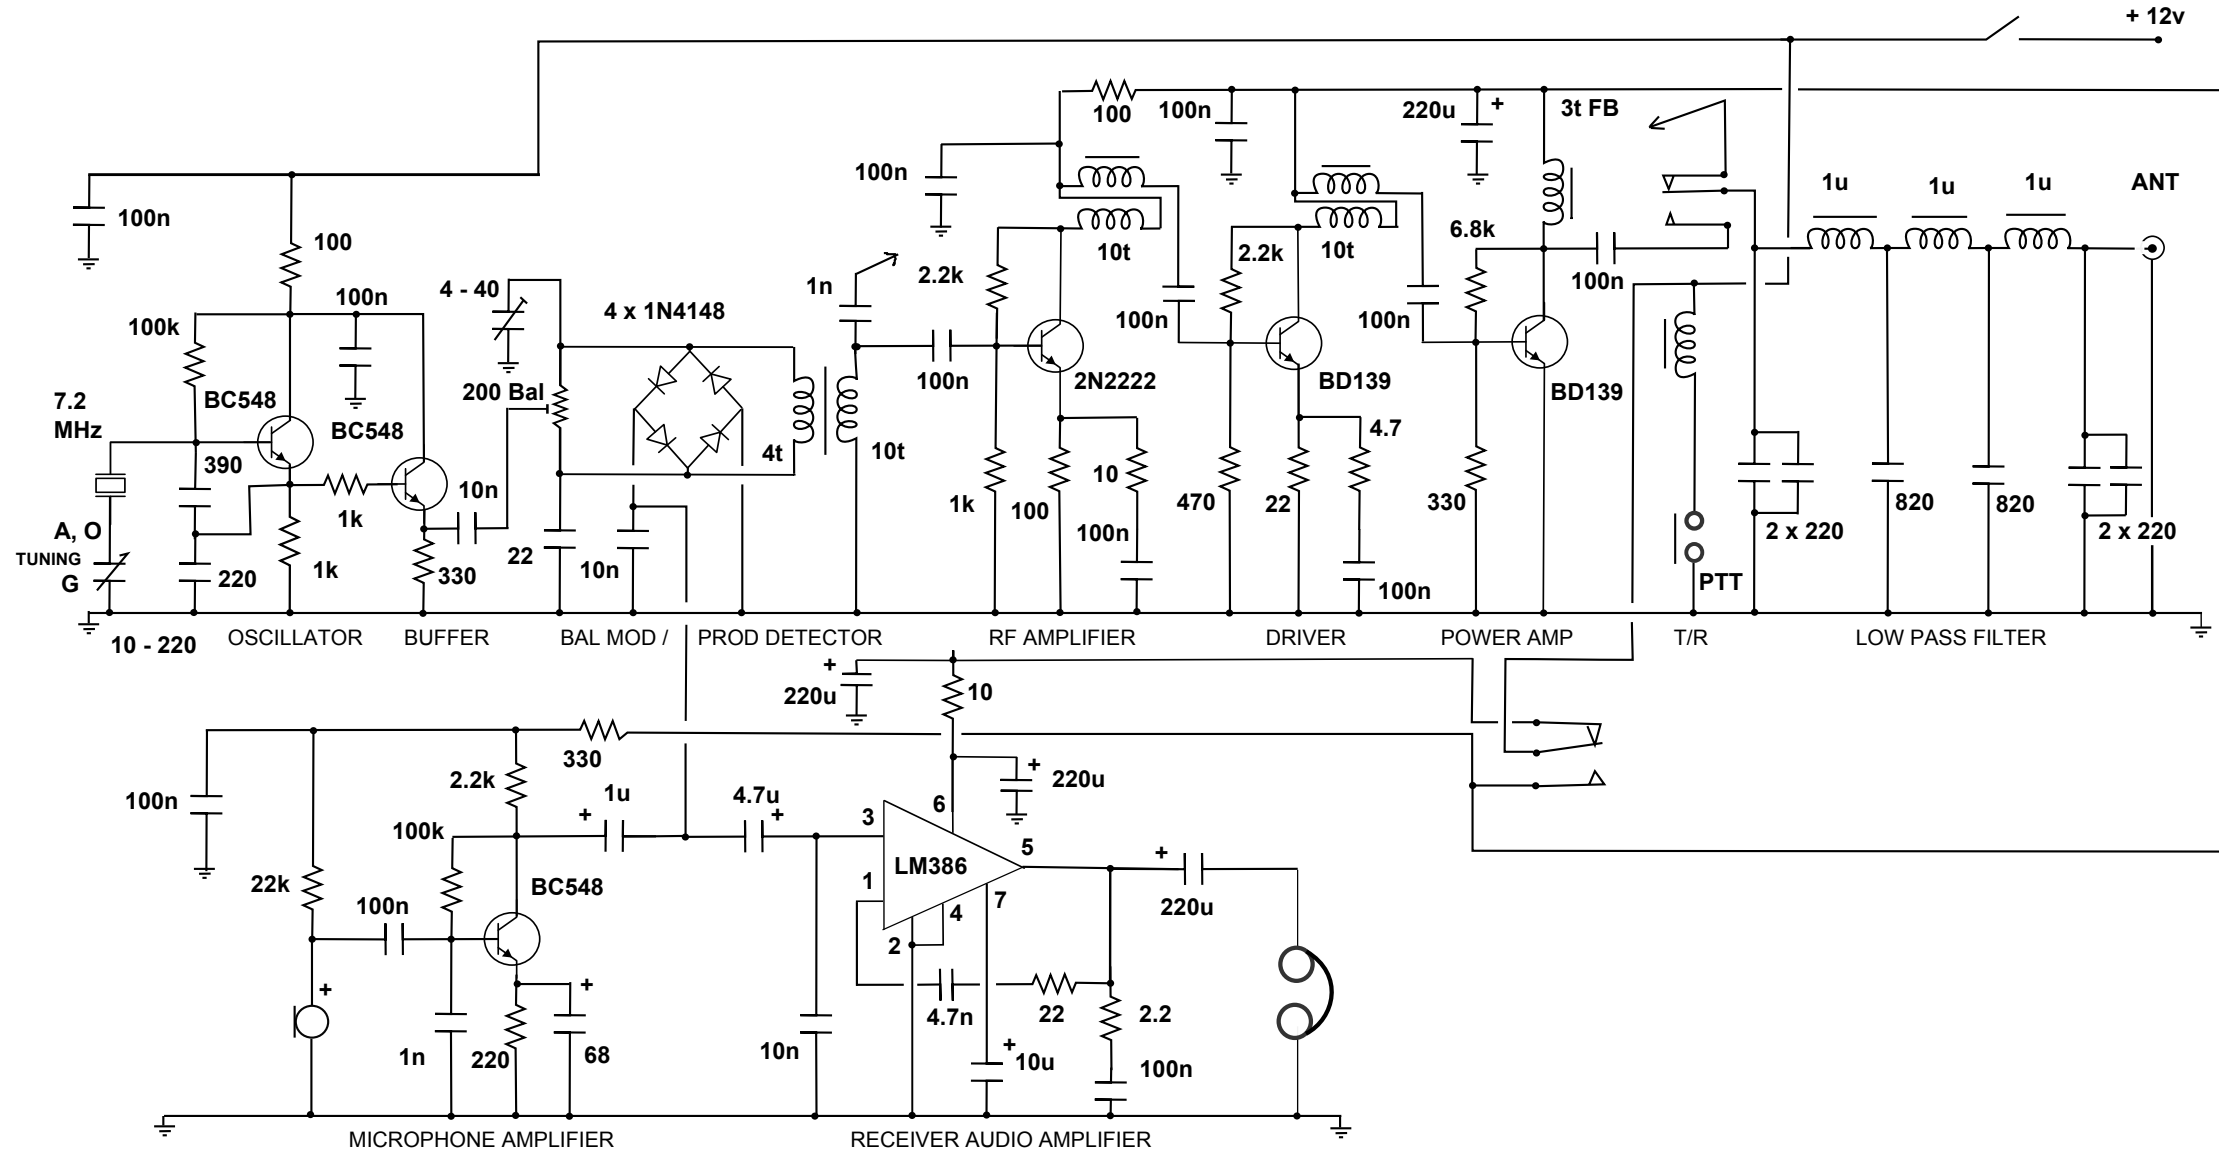 + 12v
100
100n
220u
+
3t FB
100n
1u
1u
1u
ANT
100n
100
10t
2.2k
10t
6.8k
100n
4 - 40
4 x 1N4148
1n
2.2k
100n
100n
100n
100k
100n
BC548
BC548
7.2
MHz
200 Bal
2N2222
BD139
BD139
390
4t
10t
4.7
10n
1k
A, O
TUNING
G
220
1k
330
22
10n
1k
100
10
100n
470
22
100n
330
PTT
2 x 220
820
820
2 x 220
10 - 220
OSCILLATOR
BUFFER
BAL MOD /
PROD DETECTOR
RF AMPLIFIER
DRIVER
POWER AMP
T/R
LOW PASS FILTER
+
220u
10
330
2.2k
+
220u
100n
+
1u
4.7u
+
6
3
100k
5
+
LM386
1
22k
BC548
7
4
100n
220u
2
+
+
4.7n
22
2.2
1n
220
68
10n
+
10u
100n
MICROPHONE AMPLIFIER
RECEIVER AUDIO AMPLIFIER